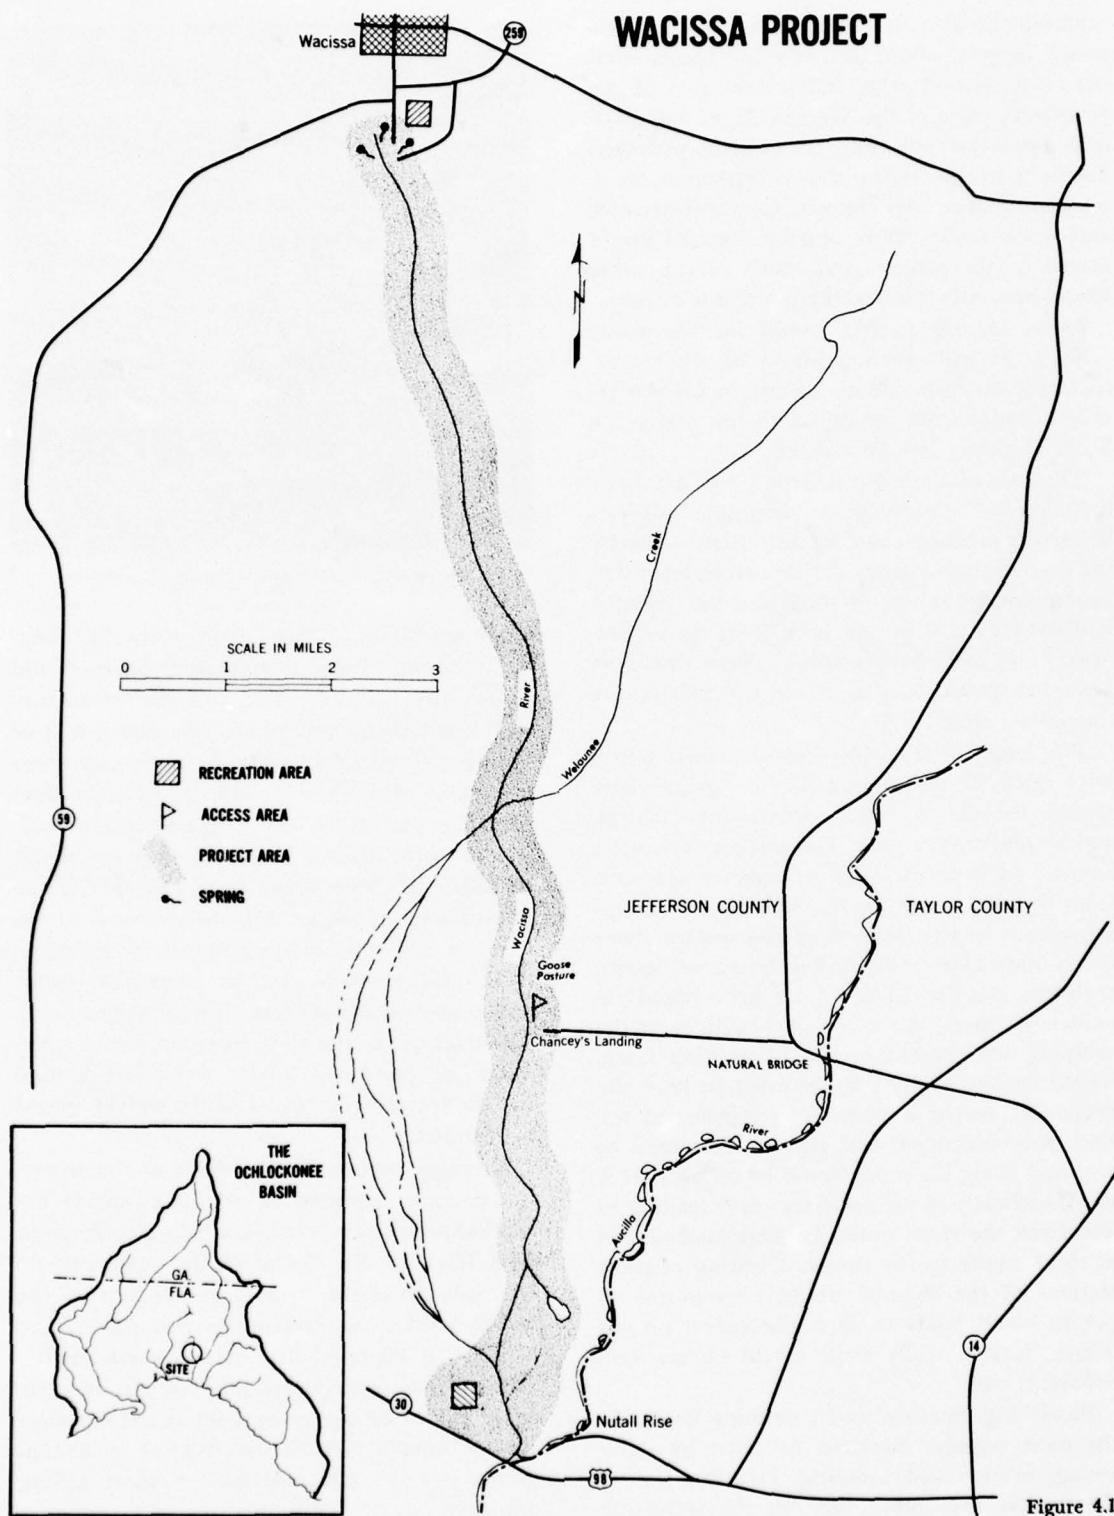 WACISSA PROJECT
Wacissa
259
N
Creek
SCALE IN MILES
0 1 2 3
River
Welaunee
RECREATION AREA
ACCESS AREA
PROJECT AREA
SPRING
59
JEFFERSON COUNTY
TAYLOR COUNTY
Wacissa
Goose
Pasture
Chancey's Landing
NATURAL BRIDGE
River
Aucilla
THE
OCHLOCKONEE
BASIN
GA.
FLA.
SITE
30
14
Nutall Rise
98
Figure 4.1